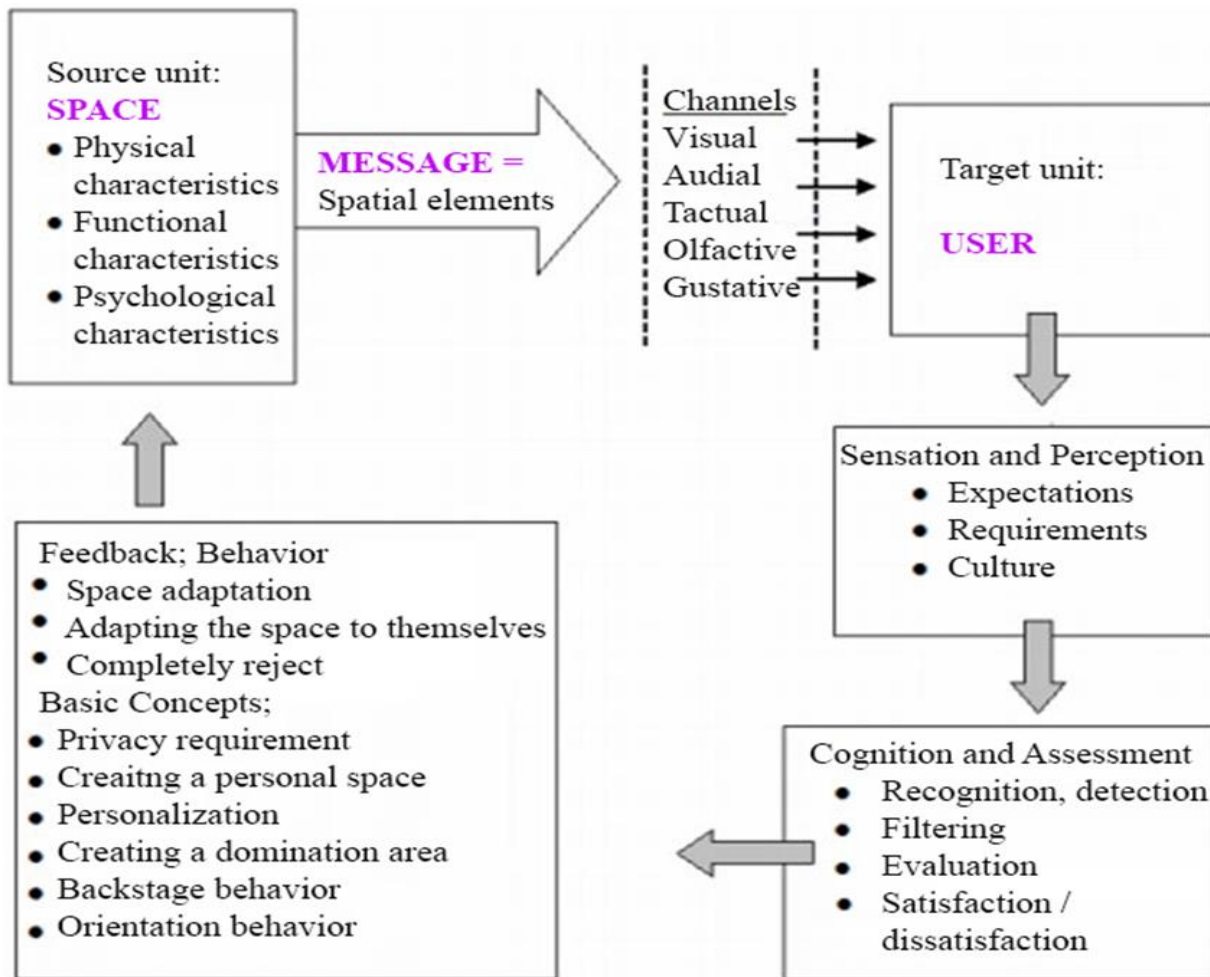 Source unit:
SPACE
• Physical
characteristics
• Functional
characteristics
• Psychological
characteristics
MESSAGE =
Spatial elements
Channels
Visual
Audial
Tactual
Olfactive
Gustative
Target unit:
USER
Sensation and Perception
• Expectations
• Requirements
• Culture
Cognition and Assessment
• Recognition, detection
• Filtering
• Evaluation
• Satisfaction /
dissatisfaction
Feedback; Behavior
• Space adaptation
• Adapting the space to themselves
• Completely reject
Basic Concepts;
• Privacy requirement
• Creaitng a personal space
• Personalization
• Creating a domination area
• Backstage behavior
• Orientation behavior